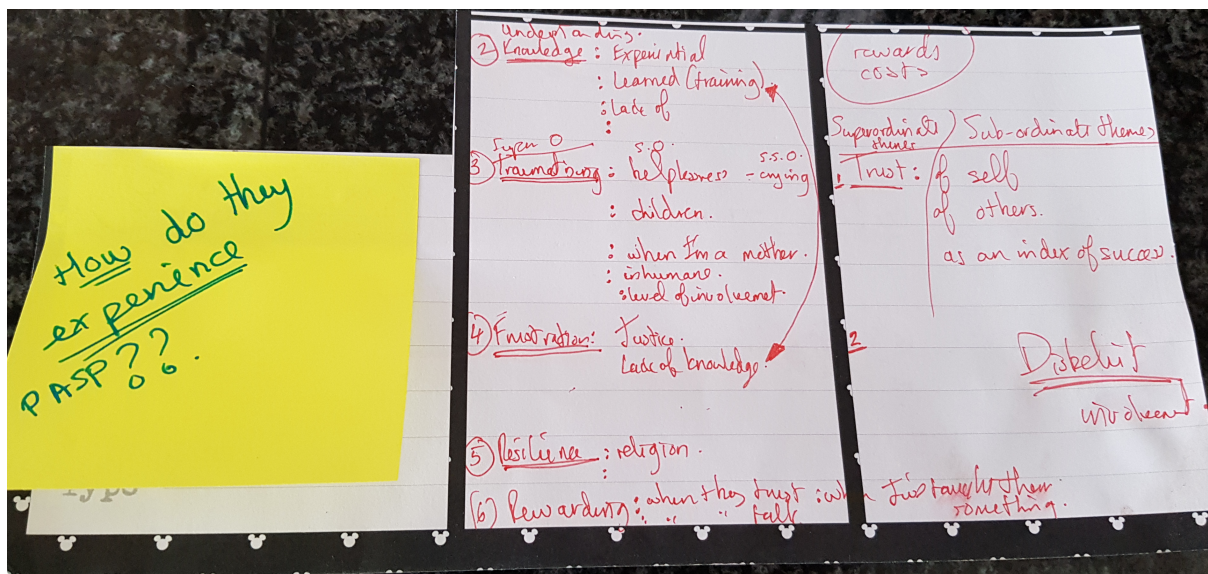 How do they
experience
PASP??
Type
understanding.
② Knowledge : Experiential
: Learned (training)
: Lack of
:
Super O S.O. S.S.O.
③ Traumatising : helplessness - crying
: children.
: when I'm a mother.
: inhumane.
: level of involvemet.
④ Frustration: Justice.
Lack of knowledge.
⑤ Resilience : religion.
:
(6) Rewarding : when they trust : when I've taught them
: " " talk something.
rewards
costs
Superordinate themes / Sub-ordinate themes
1. Trust : of self
of others.
as an index of success.
2
involvement